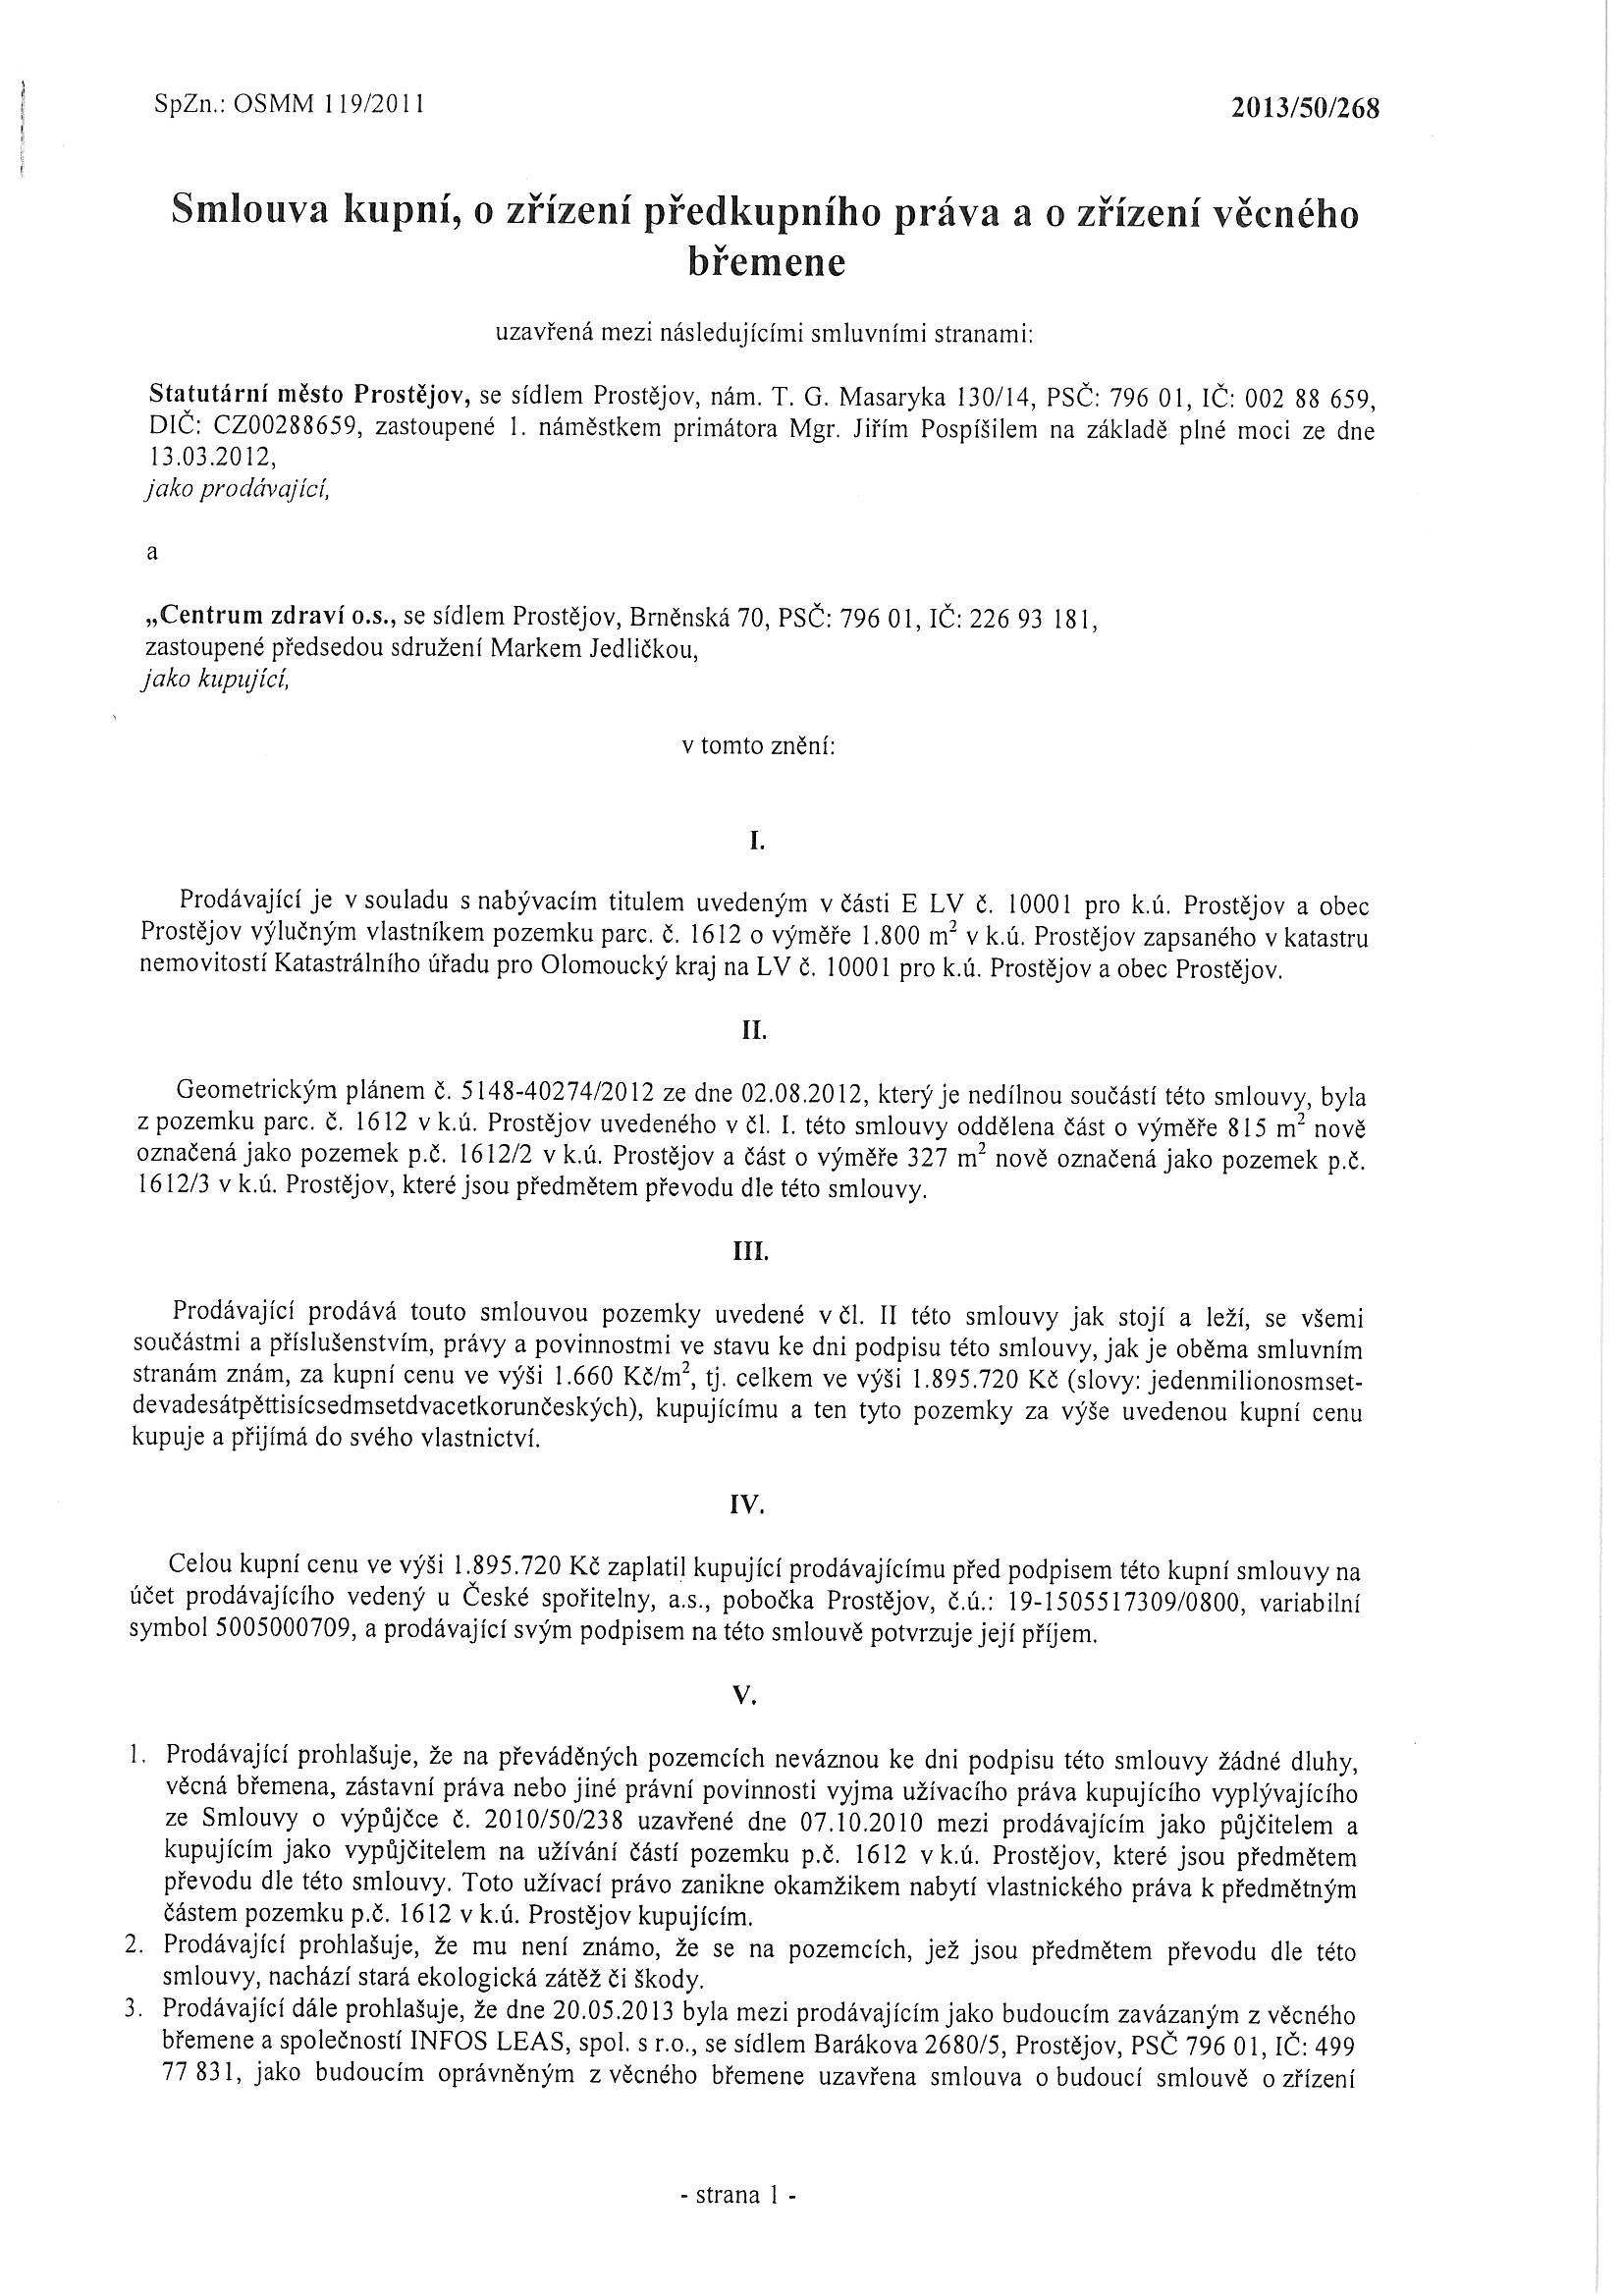 SpZn.: OSMM 119/2011
2013/50/268
Smlouva kupní, o zřízení předkupního práva a o zřízení věcného
břemene
uzavřená mezi následujícími smluvními stranami:
Statutární město Prostějov, se sídlem Prostějov, nám. T. G. Masaryka 130/14, PSČ: 796 01, IČ: 002 88 659,
DIČ: CZ00288659, zastoupené 1. náměstkem primátora Mgr. Jiřím Pospíšilem na základě plné moci ze dne
13.03.2012,
jako prodávající,
a
„Centrum zdraví o.s., se sídlem Prostějov, Brněnská 70, PSČ: 796 01, IČ: 226 93 181,
zastoupené předsedou sdružení Markem Jedličkou,
jako kupující,
v tomto znění:
I.
Prodávající je v souladu s nabývacím titulem uvedeným v části E LV č. 10001 pro k.ú. Prostějov a obec
Prostějov výlučným vlastníkem pozemku parc. č. 1612 o výměře 1.800 m² v k.ú. Prostějov zapsaného v katastru
nemovitostí Katastrálního úřadu pro Olomoucký kraj na LV č. 10001 pro k.ú. Prostějov a obec Prostějov.
II.
Geometrickým plánem č. 5148-40274/2012 ze dne 02.08.2012, který je nedílnou součástí této smlouvy, byla
z pozemku parc. č. 1612 v k.ú. Prostějov uvedeného v čl. I. této smlouvy oddělena část o výměře 815 m² nově
označená jako pozemek p.č. 1612/2 v k.ú. Prostějov a část o výměře 327 m² nově označená jako pozemek p.č.
1612/3 v k.ú. Prostějov, které jsou předmětem převodu dle této smlouvy.
III.
Prodávající prodává touto smlouvou pozemky uvedené v čl. II této smlouvy jak stojí a leží, se všemi
součástmi a příslušenstvím, právy a povinnostmi ve stavu ke dni podpisu této smlouvy, jak je oběma smluvním
stranám znám, za kupní cenu ve výši 1.660 Kč/m², tj. celkem ve výši 1.895.720 Kč (slovy: jedenmilionosmset-
devadesátpěttisícsedmsetdvacetkorunčeských), kupujícímu a ten tyto pozemky za výše uvedenou kupní cenu
kupuje a přijímá do svého vlastnictví.
IV.
Celou kupní cenu ve výši 1.895.720 Kč zaplatil kupující prodávajícímu před podpisem této kupní smlouvy na
účet prodávajícího vedený u České spořitelny, a.s., pobočka Prostějov, č.ú.: 19-1505517309/0800, variabilní
symbol 5005000709, a prodávající svým podpisem na této smlouvě potvrzuje její příjem.
V.
1. Prodávající prohlašuje, že na převáděných pozemcích neváznou ke dni podpisu této smlouvy žádné dluhy,
věcná břemena, zástavní práva nebo jiné právní povinnosti vyjma užívacího práva kupujícího vyplývajícího
ze Smlouvy o výpůjčce č. 2010/50/238 uzavřené dne 07.10.2010 mezi prodávajícím jako půjčitelem a
kupujícím jako vypůjčitelem na užívání částí pozemku p.č. 1612 v k.ú. Prostějov, které jsou předmětem
převodu dle této smlouvy. Toto užívací právo zanikne okamžikem nabytí vlastnického práva k předmětným
částem pozemku p.č. 1612 v k.ú. Prostějov kupujícím.
2. Prodávající prohlašuje, že mu není známo, že se na pozemcích, jež jsou předmětem převodu dle této
smlouvy, nachází stará ekologická zátěž či škody.
3. Prodávající dále prohlašuje, že dne 20.05.2013 byla mezi prodávajícím jako budoucím zavázaným z věcného
břemene a společností INFOS LEAS, spol. s r.o., se sídlem Barákova 2680/5, Prostějov, PSČ 796 01, IČ: 499
77 831, jako budoucím oprávněným z věcného břemene uzavřena smlouva o budoucí smlouvě o zřízení
- strana 1 -